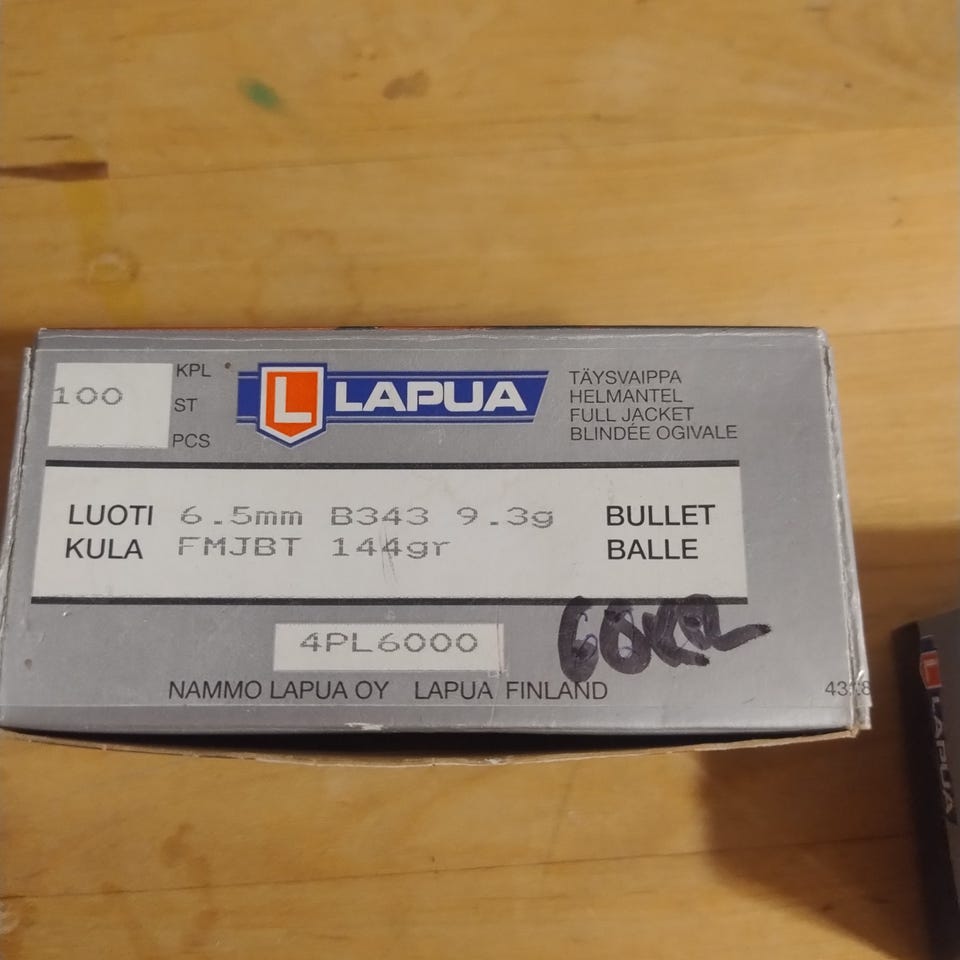 100
KPL
ST
PCS
L LAPUA
TÄYSVAIPPA
HELMANTEL
FULL JACKET
BLINDÉE OGIVALE
LUOTI 6.5mm B343 9.3g BULLET
KULA FMJBT 144gr BALLE
4PL6000
NAMMO LAPUA OY LAPUA FINLAND
L LAPUA